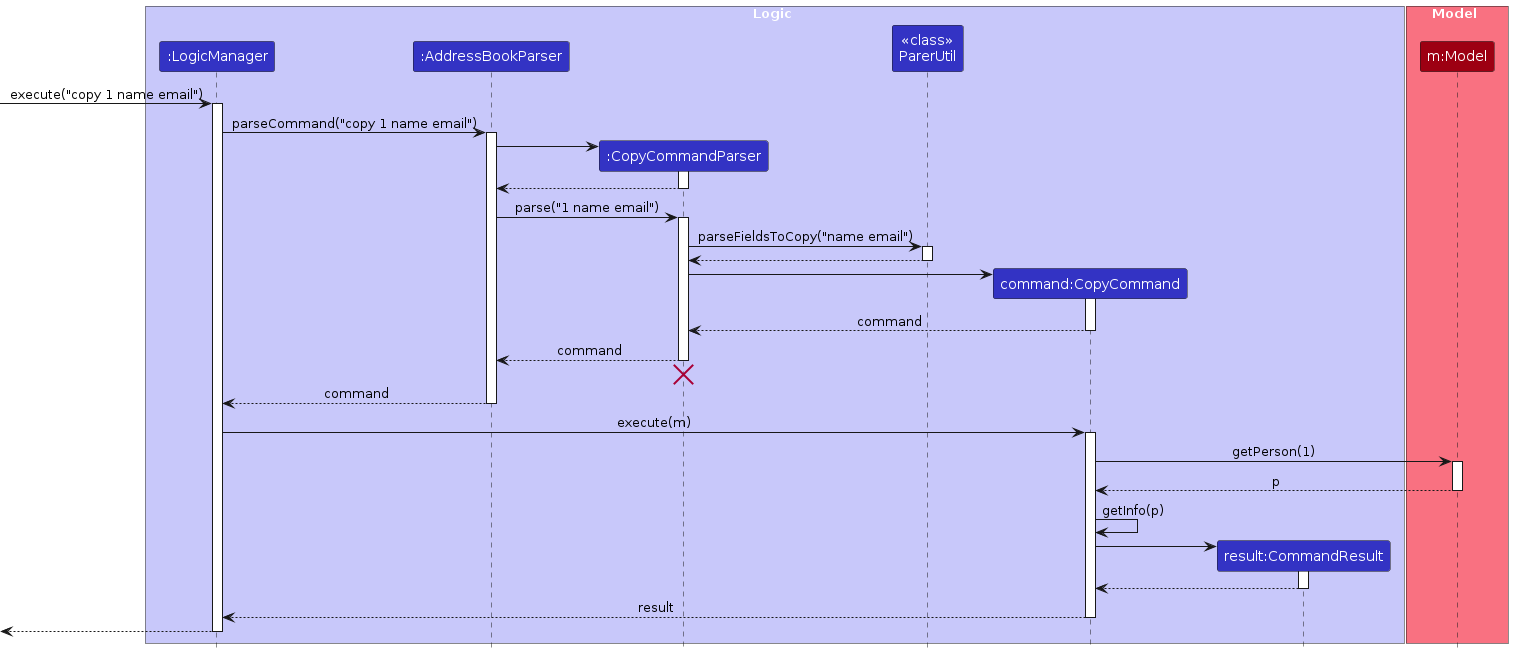 Logic
Model
«class»
:LogicManager
:AddressBookParser
ParerUtil
m:Model
execute("copy 1 name email")
parseCommand("copy 1 name email")
:CopyCommandParser
parse("1 name email")
parseFieldsToCopy("name email")
command:CopyCommand
command
command
command
execute(m)
getPerson(1)
p
getInfo(p)
result:CommandResult
result